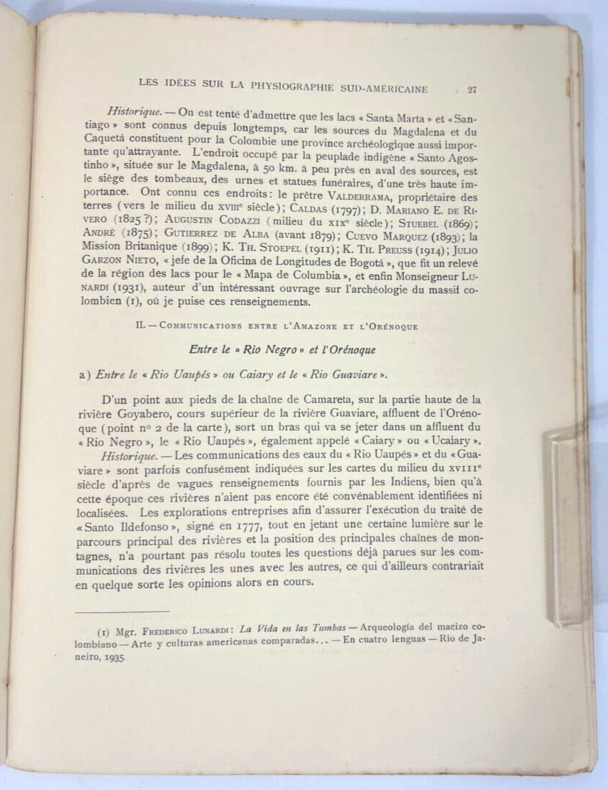 LES IDÉES SUR LA PHYSIOGRAPHIE SUD-AMÉRICAINE 27
Historique. — On est tenté d'admettre que les lacs « Santa Marta » et « San-
tiago » sont connus depuis longtemps, car les sources du Magdalena et du
Caquetá constituent pour la Colombie une province archéologique aussi impor-
tante qu'attrayante. L'endroit occupé par la peuplade indigène « Santo Agos-
tinho », située sur le Magdalena, à 50 km. à peu près en aval des sources, est
le siège des tombeaux, des urnes et statues funéraires, d'une très haute im-
portance. Ont connu ces endroits: le prêtre VALDERRAMA, propriétaire des
terres (vers le milieu du XVIIIe siècle); CALDAS (1797); D. MARIANO E. DE RI-
VERO (1825 ?); AUGUSTIN CODAZZI (milieu du XIXe siècle); STUEBEL (1869);
ANDRÉ (1875); GUTIERREZ DE ALBA (avant 1879); CUEVO MARQUEZ (1893); la
Mission Britanique (1899); K. TH. STOEPEL (1911); K. TH. PREUSS (1914); JULIO
GARZON NIETO, « jefe de la Oficina de Longitudes de Bogotá », que fit un relevé
de la région des lacs pour le « Mapa de Columbia », et enfin Monseigneur LU-
NARDI (1931), auteur d'un intéressant ouvrage sur l'archéologie du massif co-
lombien (1), où je puise ces renseignements.
II. — COMMUNICATIONS ENTRE L'AMAZONE ET L'ORÉNOQUE
Entre le « Rio Negro » et l'Orénoque
a) Entre le « Rio Uaupés » ou Caiary et le « Rio Guaviare ».
D'un point aux pieds de la chaîne de Camareta, sur la partie haute de la
rivière Goyabero, cours supérieur de la rivière Guaviare, affluent de l'Oréno-
que (point nº 2 de la carte), sort un bras qui va se jeter dans un affluent du
« Rio Negro », le « Rio Uaupés », également appelé « Caiary » ou « Ucaiary ».
Historique. — Les communications des eaux du « Rio Uaupés » et du « Gua-
viare » sont parfois confusément indiquées sur les cartes du milieu du XVIIIe
siècle d'après de vagues renseignements fournis par les Indiens, bien qu'à
cette époque ces rivières n'aient pas encore été convénablement identifiées ni
localisées. Les explorations entreprises afin d'assurer l'exécution du traité de
« Santo Ildefonso », signé en 1777, tout en jetant une certaine lumière sur le
parcours principal des rivières et la position des principales chaînes de mon-
tagnes, n'a pourtant pas résolu toutes les questions déjà parues sur les com-
munications des rivières les unes avec les autres, ce qui d'ailleurs contrariait
en quelque sorte les opinions alors en cours.
(1) Mgr. FREDERICO LUNARDI: La Vida en las Tumbas — Arqueología del macizo co-
lombiano — Arte y culturas americanas comparadas... — En cuatro lenguas — Rio de Ja-
neiro, 1935.